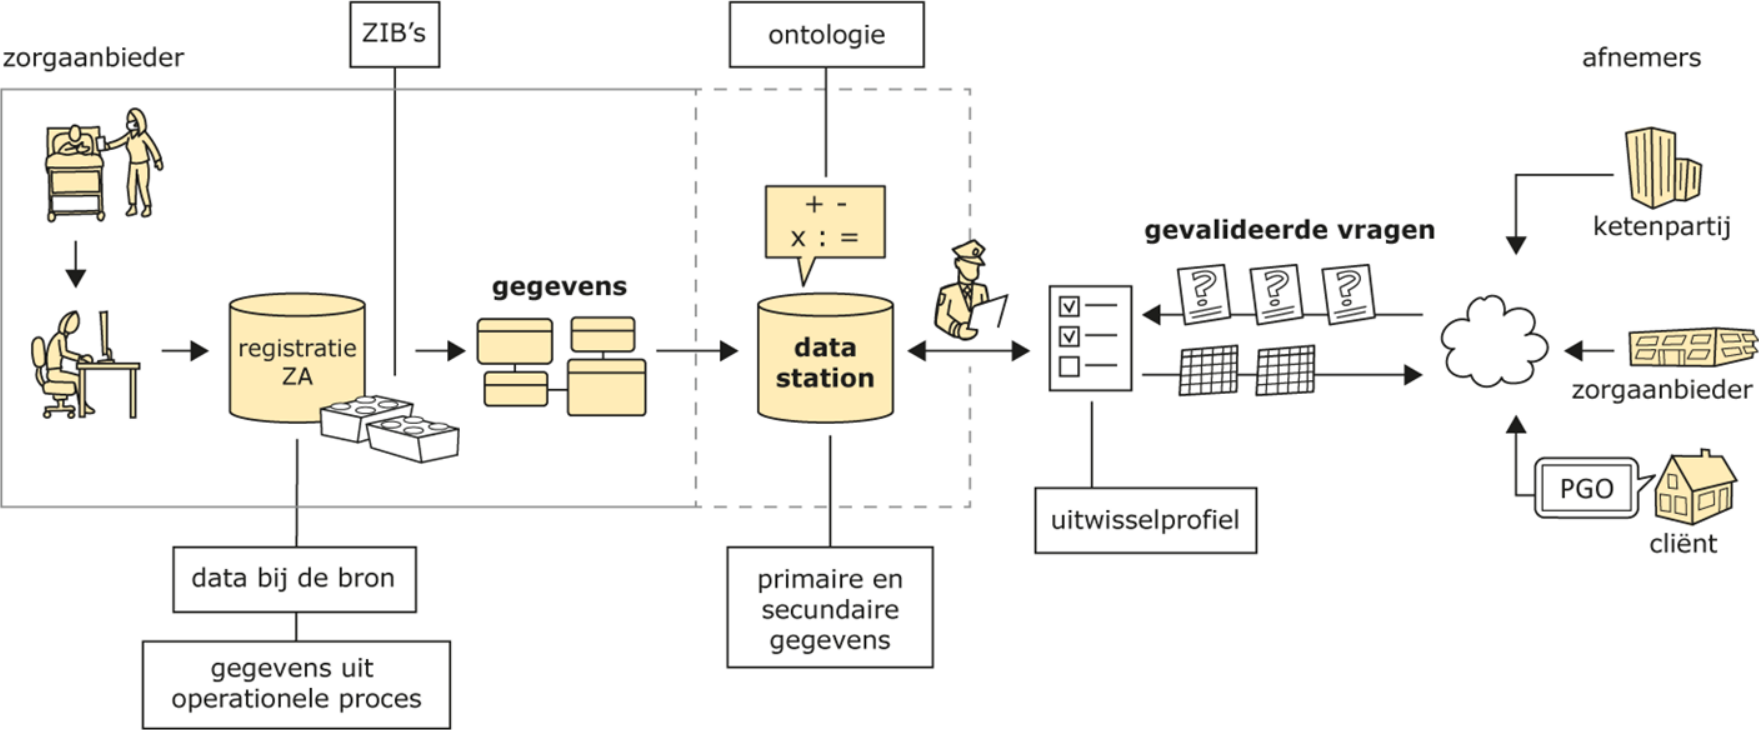 zorgaanbieder
ZIB's
ontologie
afnemers
+ -
x : =
ketenpartij
gevalideerde vragen
? ? ?
gegevens
registratie
ZA
data
station
zorgaanbieder
PGO
cliënt
uitwisselprofiel
data bij de bron
primaire en
secundaire
gegevens
gegevens uit
operationele proces